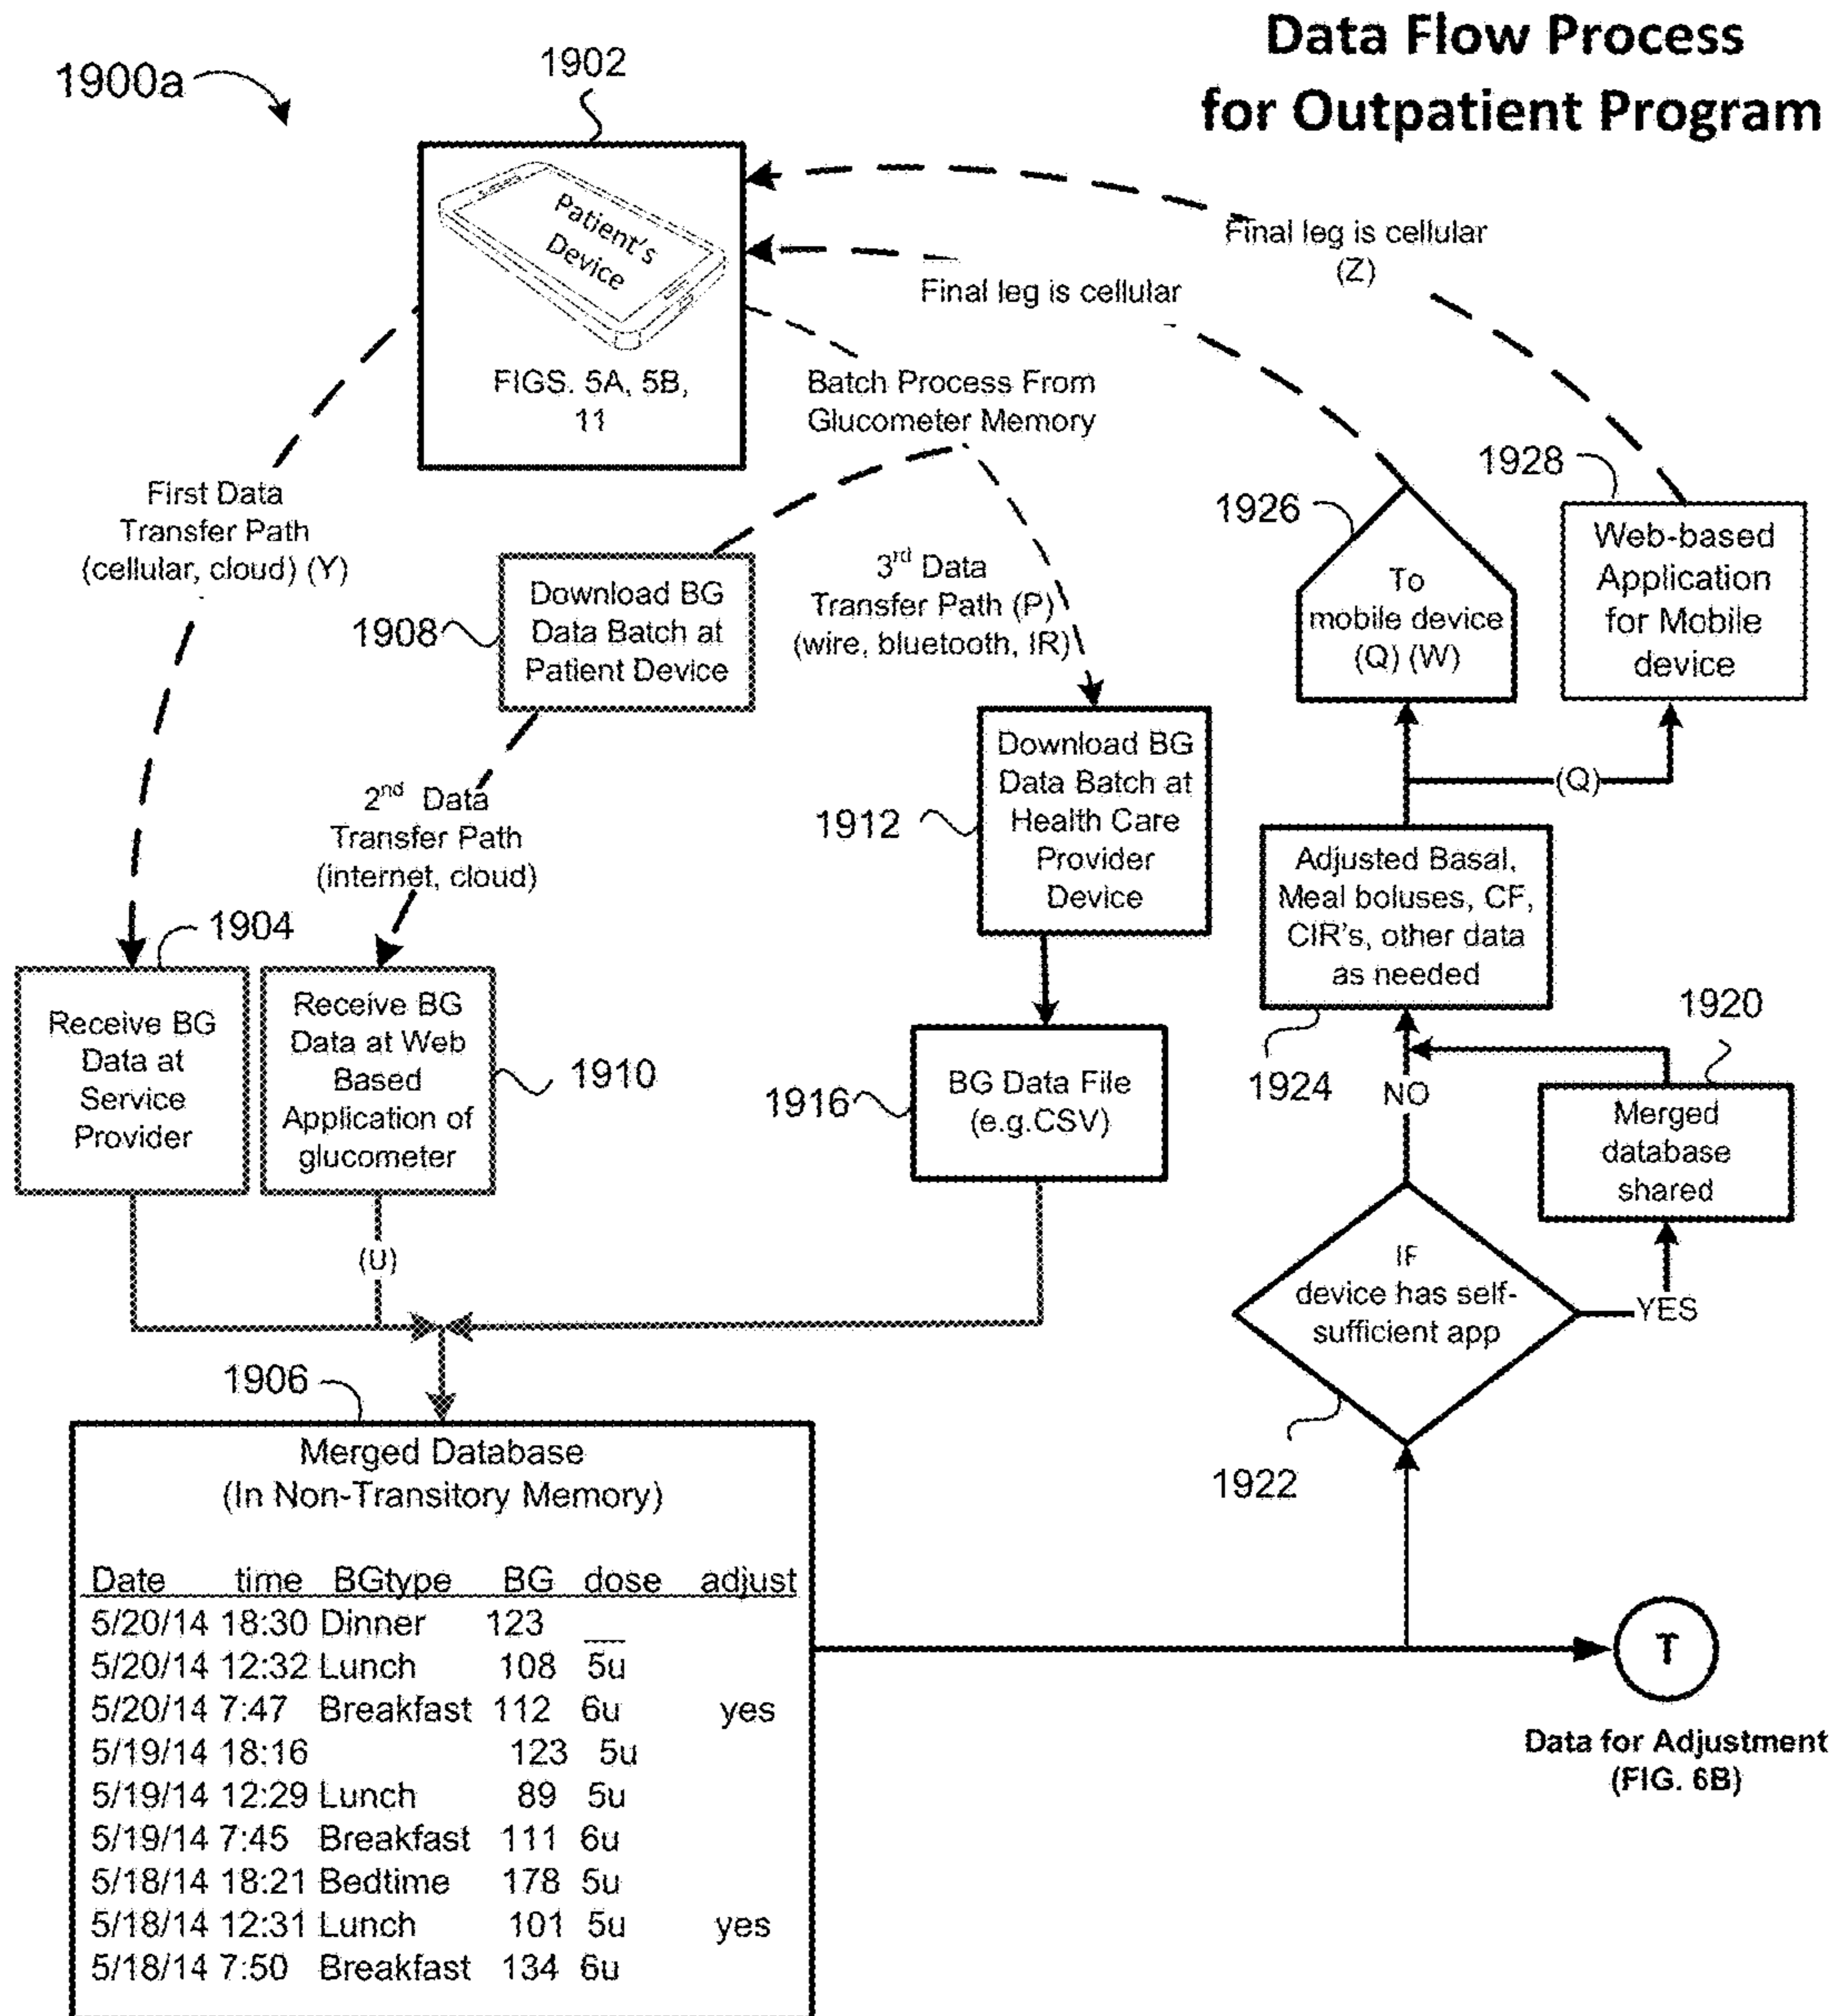 Data Flow Process
for Outpatient Program
1900a
1902
Patient's
Device
FIGS. 5A, 5B,
11
Final leg is cellular
(Z)
Final leg is cellular
Batch Process From
Glucometer Memory
First Data
Transfer Path
(cellular, cloud) (Y)
1908
Download BG
Data Batch at
Patient Device
3rd Data
Transfer Path (P)
(wire, bluetooth, IR)
1926
To
mobile device
(Q) (W)
1928
Web-based
Application
for Mobile
device
2nd Data
Transfer Path
(internet, cloud)
1912
Download BG
Data Batch at
Health Care
Provider
Device
(Q)
Adjusted Basal,
Meal boluses, CF,
CIR's, other data
as needed
1924
1904
Receive BG
Data at
Service
Provider
Receive BG
Data at Web
Based
Application of
glucometer
1910
1916
BG Data File
(e.g.CSV)
NO
1920
Merged
database
shared
(U)
IF
device has self-
sufficient app
YES
1922
1906
Merged Database
(In Non-Transitory Memory)
Date time BGtype BG dose adjust
5/20/14 18:30 Dinner 123 __
5/20/14 12:32 Lunch 108 5u
5/20/14 7:47 Breakfast 112 6u yes
5/19/14 18:16 123 5u
5/19/14 12:29 Lunch 89 5u
5/19/14 7:45 Breakfast 111 6u
5/18/14 18:21 Bedtime 178 5u
5/18/14 12:31 Lunch 101 5u yes
5/18/14 7:50 Breakfast 134 6u
T
Data for Adjustment
(FIG. 6B)